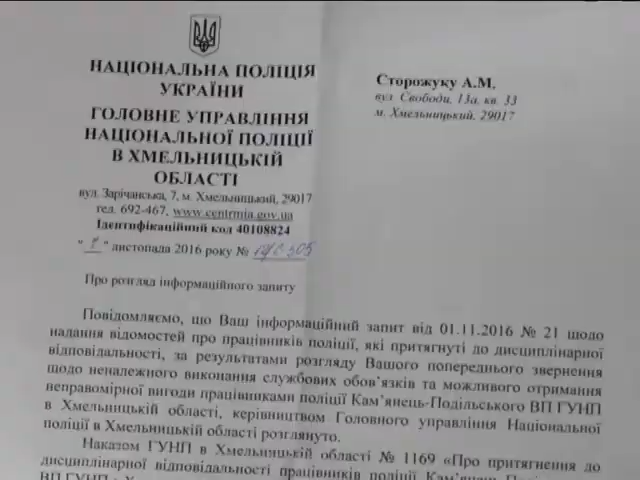 НАЦІОНАЛЬНА ПОЛІЦІЯ
УКРАЇНИ
ГОЛОВНЕ УПРАВЛІННЯ
НАЦІОНАЛЬНОЇ ПОЛІЦІЇ
В ХМЕЛЬНИЦЬКІЙ
ОБЛАСТІ
вул. Зарічанська, 7, м. Хмельницький, 29017
тел. 692-467, www.centrmia.gov.ua
Ідентифікаційний код 40108824
листопада 2016 року №
Сторожуку А.М.
вул. Свободи, 13а, кв. 33
м. Хмельницький, 29017
Про розгляд інформаційного запиту
Повідомляємо, що Ваш інформаційний запит від 01.11.2016 № 21 щодо
надання відомостей про працівників поліції, які притягнуті до дисциплінарної
відповідальності, за результатами розгляду Вашого попереднього звернення
щодо неналежного виконання службових обов’язків та можливого отримання
неправомірної вигоди працівниками поліції Кам’янець-Подільського ВП ГУНП
в Хмельницькій області, керівництвом Головного управління Національної
поліції в Хмельницькій області розглянуто.
Наказом ГУНП в Хмельницькій області № 1169 «Про притягнення до
дисциплінарної відповідальності працівників поліції
ВП ГУНП